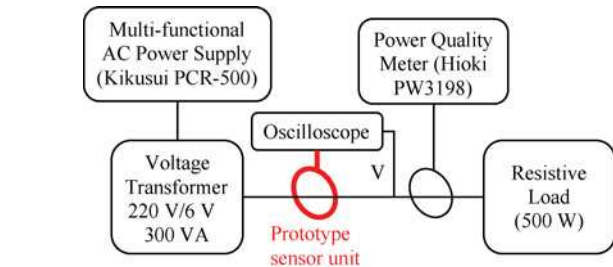 Multi-functional
AC Power Supply
(Kikusui PCR-500)
Power Quality
Meter (Hioki
PW3198)
Oscilloscope
Voltage
Transformer
220 V/6 V
300 VA
V
Resistive
Load
(500 W)
Prototype
sensor unit